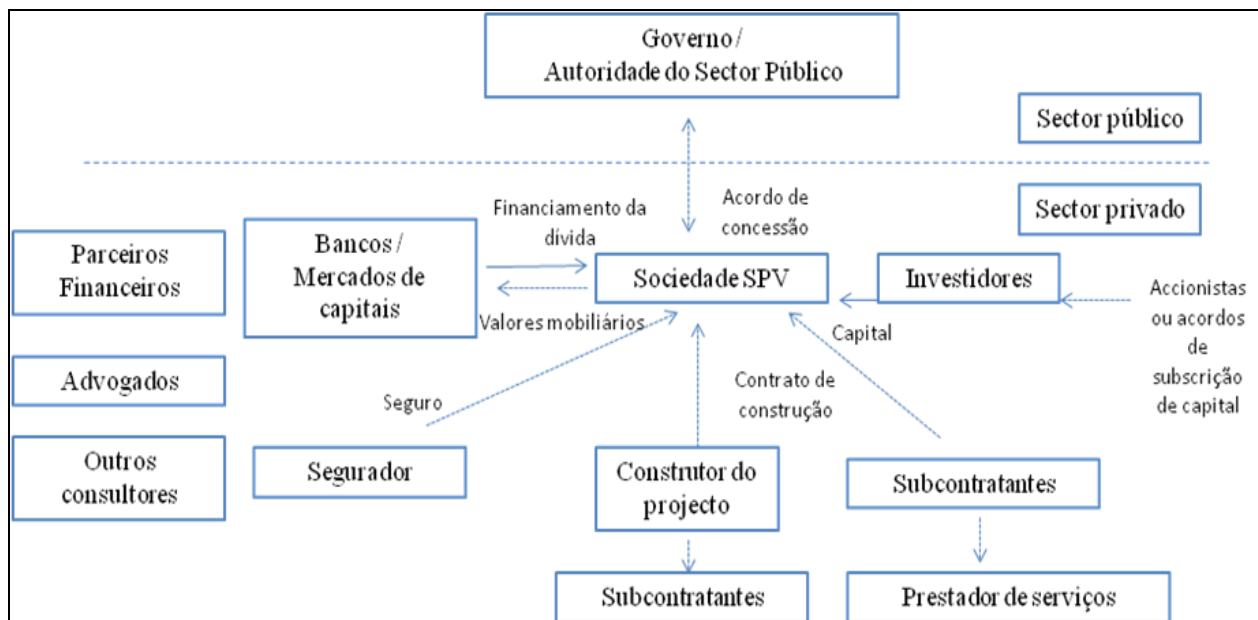 Governo /
Autoridade do Sector Público
Sector público
Sector privado
Acordo de
concessão
Financiamento da
dívida
Parceiros
Financeiros
Bancos /
Mercados de
capitais
Sociedade SPV
Investidores
Accionistas
ou acordos
de
subscrição
de capital
Valores mobiliários
Capital
Advogados
Seguro
Contrato de
construção
Outros
consultores
Segurador
Construtor do
projecto
Subcontratantes
Subcontratantes
Prestador de serviços